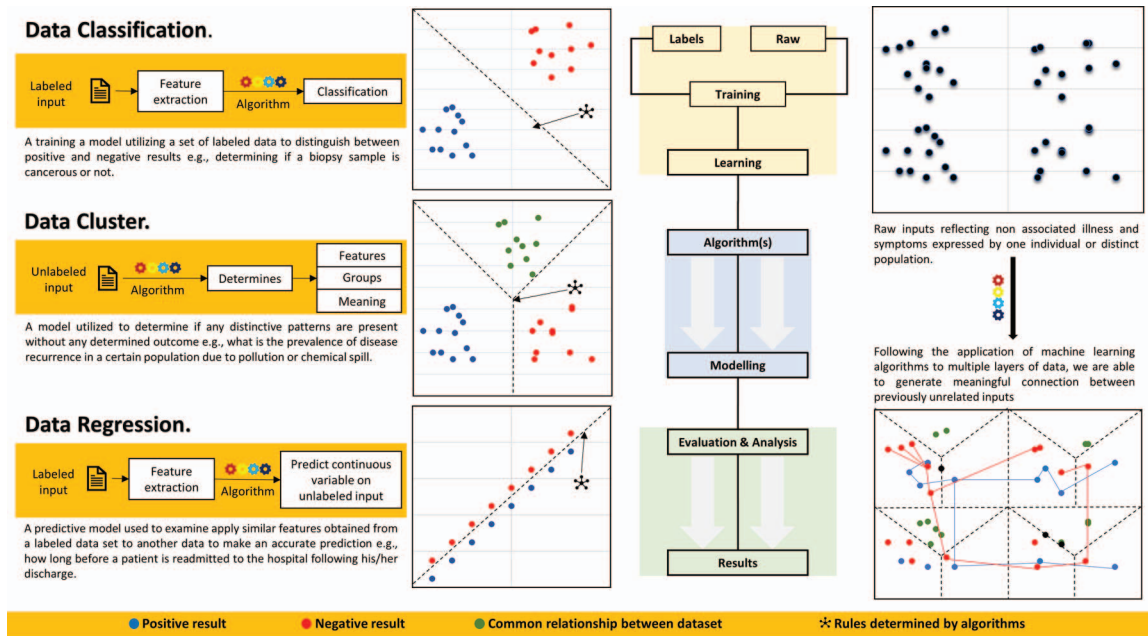 Data Classification.
Labeled
input
Feature
extraction
Algorithm
Classification
A training a model utilizing a set of labeled data to distinguish between
positive and negative results e.g., determining if a biopsy sample is
cancerous or not.
Data Cluster.
Unlabeled
input
Algorithm
Determines
Features
Groups
Meaning
A model utilized to determine if any distinctive patterns are present
without any determined outcome e.g., what is the prevalence of disease
recurrence in a certain population due to pollution or chemical spill.
Data Regression.
Labeled
input
Feature
extraction
Algorithm
Predict continuous
variable on
unlabeled input
A predictive model used to examine apply similar features obtained from
a labeled data set to another data to make an accurate prediction e.g.,
how long before a patient is readmitted to the hospital following his/her
discharge.
Labels
Raw
Training
Learning
Algorithm(s)
Modelling
Evaluation & Analysis
Results
Raw inputs reflecting non associated illness and
symptoms expressed by one individual or distinct
population.
Following the application of machine learning
algorithms to multiple layers of data, we are able
to generate meaningful connection between
previously unrelated inputs
Positive result
Negative result
Common relationship between dataset
Rules determined by algorithms